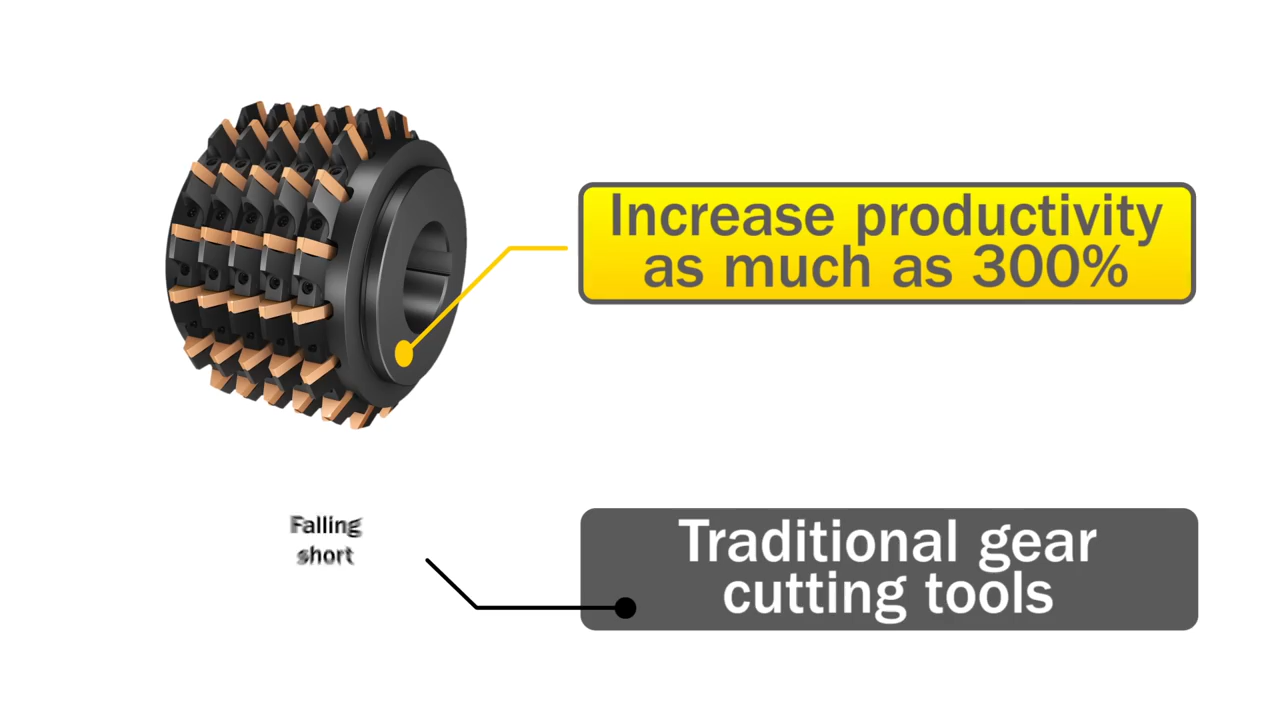 Increase productivity
as much as 300%
Falling
short
Traditional gear
cutting tools